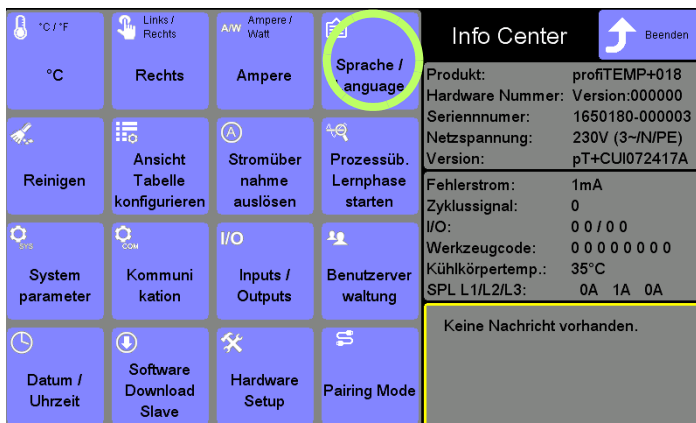 °C / °F
Links /
Rechts
A/W
Ampere /
Watt
°C
Rechts
Ampere
Sprache /
Language
Reinigen
Ansicht
Tabelle
konfigurieren
A
Stromüber
nahme
auslösen
Prozessüb.
Lernphase
starten
SYS
System
parameter
COM
Kommuni
kation
I/O
Inputs /
Outputs
Benutzerver
waltung
Datum /
Uhrzeit
Software
Download
Slave
Hardware
Setup
Pairing Mode
Info Center
Beenden
Produkt: profiTEMP+018
Hardware Nummer: Version:000000
Seriennnumer: 1650180-000003
Netzspannung: 230V (3~/N/PE)
Version: pT+CUI072417A
Fehlerstrom: 1mA
Zyklussignal: 0
I/O: 0 0 / 0 0
Werkzeugcode: 0 0 0 0 0 0 0 0
Kühlkörpertemp.: 35°C
SPL L1/L2/L3: 0A 1A 0A
Keine Nachricht vorhanden.